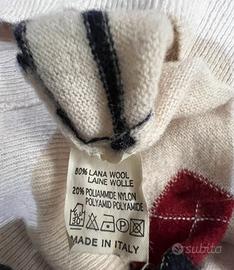 80% LANA WOOL
LAINE WOLLE
20% POLIAMMIDE NYLON
POLYAMID POLYAMIDE
30°
MADE IN ITALY
subito